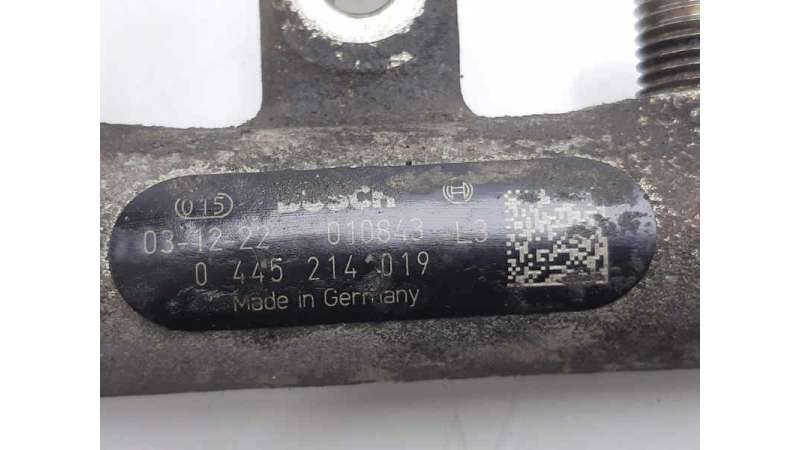 015 BOSCH
03-12-22 010843 L3
0 445 214 019
Made in Germany